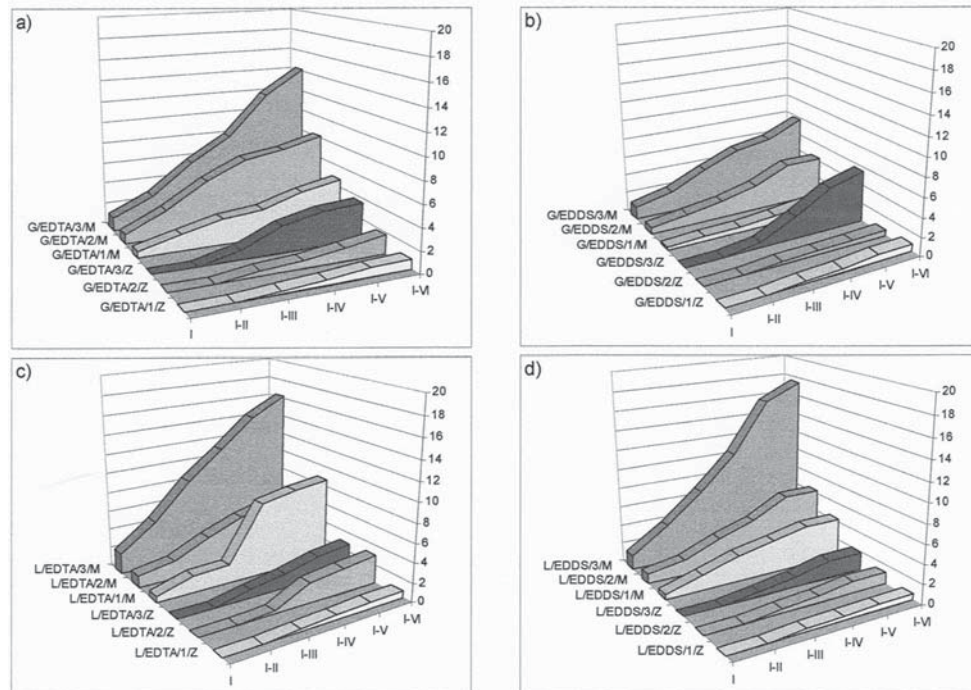 a)
20
18
16
14
12
10
8
6
4
2
0
G/EDTA/3/M
G/EDTA/2/M
G/EDTA/1/M
G/EDTA/3/Z
G/EDTA/2/Z
G/EDTA/1/Z
I
I-II
I-III
I-IV
I-V
I-VI
b)
20
18
16
14
12
10
8
6
4
2
0
G/EDDS/3/M
G/EDDS/2/M
G/EDDS/1/M
G/EDDS/3/Z
G/EDDS/2/Z
G/EDDS/1/Z
I
I-II
I-III
I-IV
I-V
I-VI
c)
20
18
16
14
12
10
8
6
4
2
0
L/EDTA/3/M
L/EDTA/2/M
L/EDTA/1/M
L/EDTA/3/Z
L/EDTA/2/Z
L/EDTA/1/Z
I
I-II
I-III
I-IV
I-V
I-VI
d)
20
18
16
14
12
10
8
6
4
2
0
L/EDDS/3/M
L/EDDS/2/M
L/EDDS/1/M
L/EDDS/3/Z
L/EDDS/2/Z
L/EDDS/1/Z
I
I-II
I-III
I-IV
I-V
I-VI